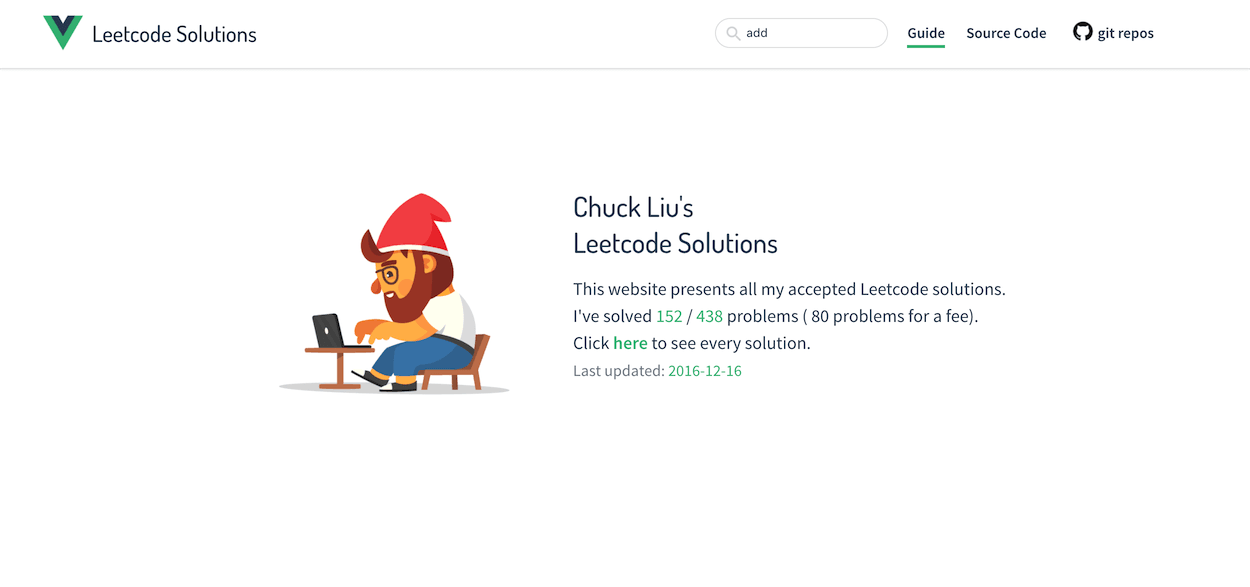 Leetcode Solutions
add
Guide
Source Code
git repos
Chuck Liu's
Leetcode Solutions
This website presents all my accepted Leetcode solutions.
I've solved 152 / 438 problems ( 80 problems for a fee).
Click here to see every solution.
Last updated: 2016-12-16